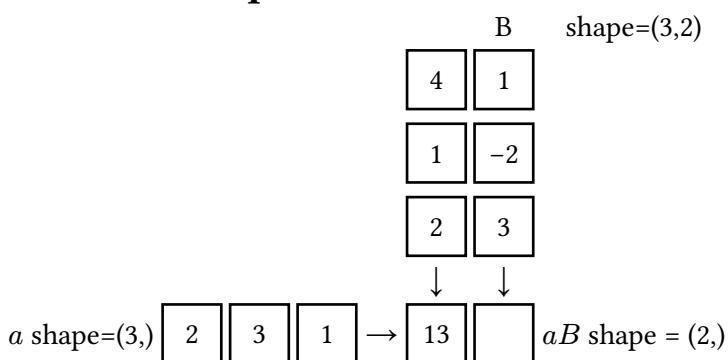 B shape=(3,2)
4 1
1 −2
2 3
↓ ↓
a shape=(3,) 2 3 1 → 13 aB shape = (2,)